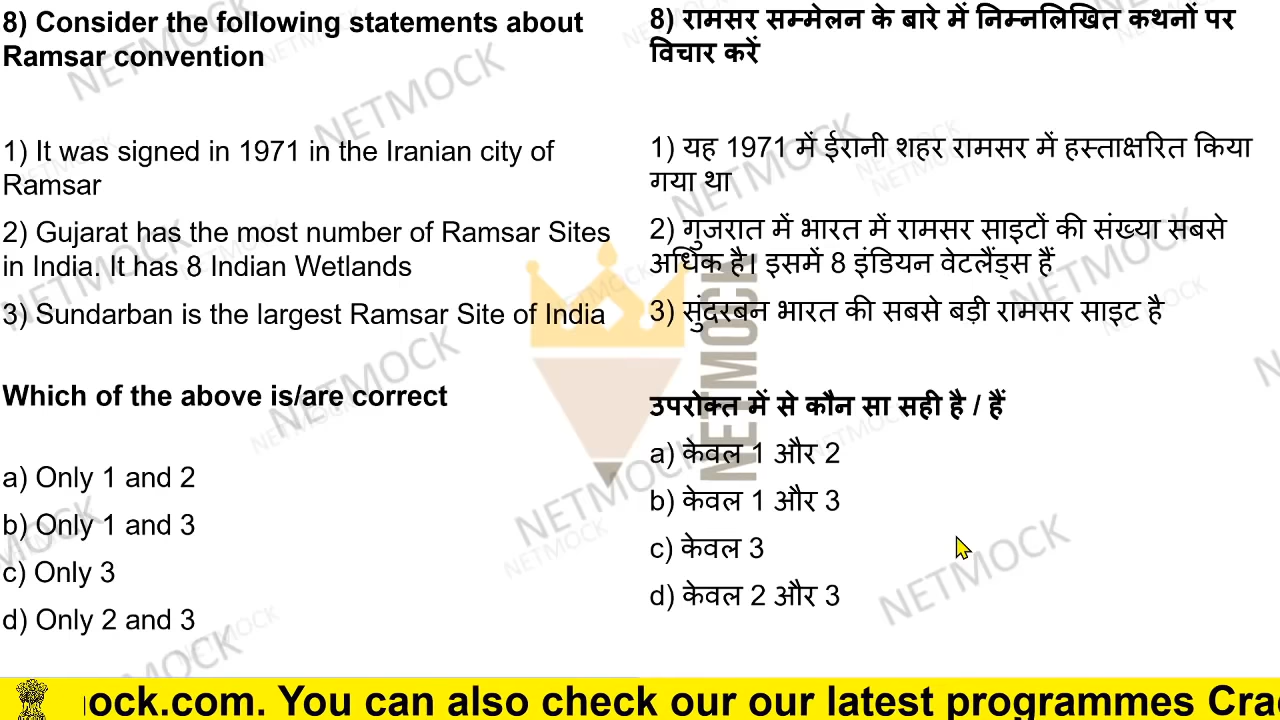 8) Consider the following statements about
Ramsar convention
1) It was signed in 1971 in the Iranian city of
Ramsar
2) Gujarat has the most number of Ramsar Sites
in India. It has 8 Indian Wetlands
3) Sundarban is the largest Ramsar Site of India
Which of the above is/are correct
a) Only 1 and 2
b) Only 1 and 3
c) Only 3
d) Only 2 and 3
8) रामसर सम्मेलन के बारे में निम्नलिखित कथनों पर
विचार करें
1) यह 1971 में ईरानी शहर रामसर में हस्ताक्षरित किया
गया था
2) गुजरात में भारत में रामसर साइटों की संख्या सबसे
अधिक है। इसमें 8 इंडियन वेटलैंड्स हैं
3) सुंदरबन भारत की सबसे बड़ी रामसर साइट है
उपरोक्त में से कौन सा सही है / हैं
a) केवल 1 और 2
b) केवल 1 और 3
c) केवल 3
d) केवल 2 और 3
NETMOCK
ock.com. You can also check our our latest programmes Cra